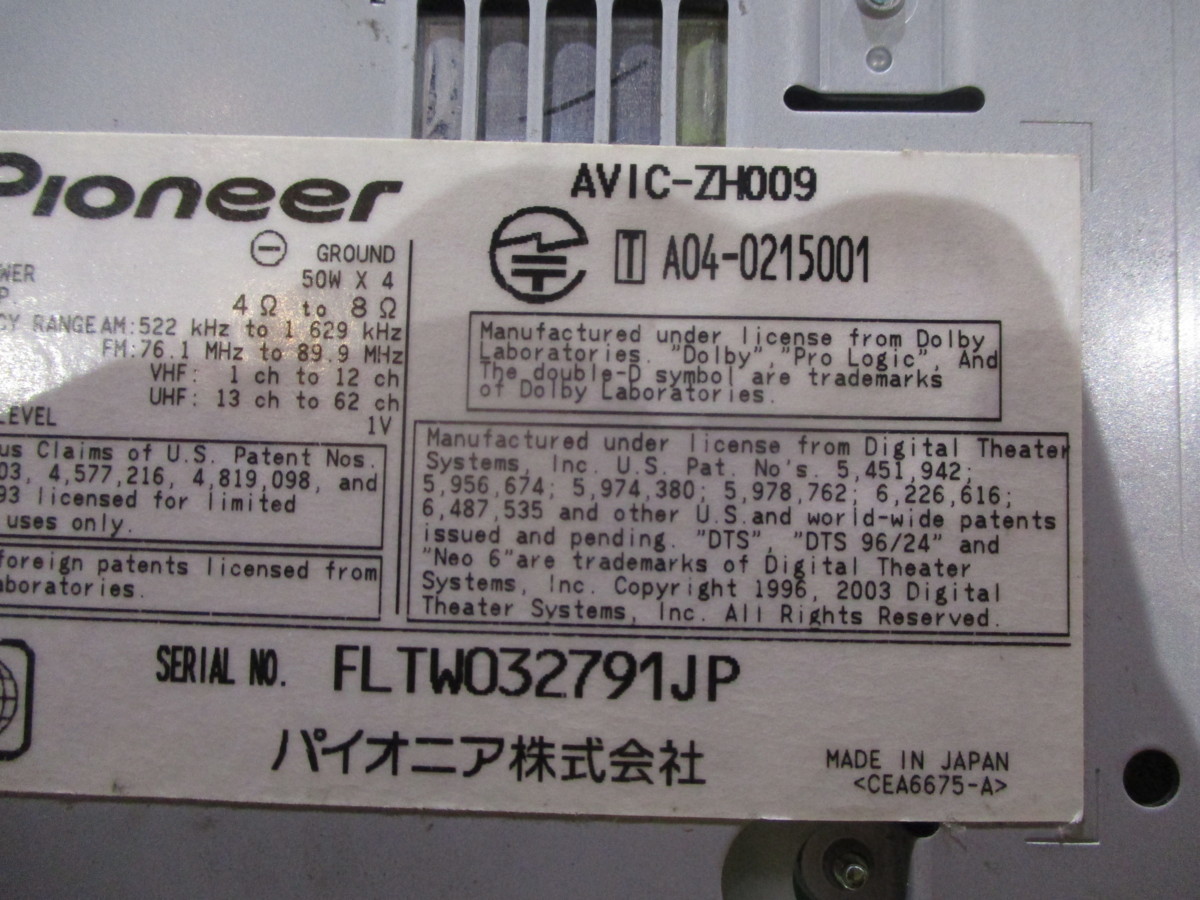 Pioneer
AVIC-ZH009
GROUND
T A04-0215001
50W X 4
4 Ω to 8 Ω
RANGE AM: 522 kHz to 1 629 kHz
FM: 76.1 MHz to 89.9 MHz
VHF: 1 ch to 12 ch
UHF: 13 ch to 62 ch
LEVEL 1V
Claims of U.S. Patent Nos.
4,577,216, 4,819,098, and
licensed for limited
uses only.
foreign patents licensed from
Manufactured under license from Dolby
Laboratories. "Dolby", "Pro Logic", And
The double-D symbol are trademarks
of Dolby Laboratories.
Manufactured under license from Digital Theater
Systems, Inc. U.S. Pat. No's. 5,451,942;
5,956,674; 5,974,380; 5,978,762; 6,226,616;
6,487,535 and other U.S.and world-wide patents
issued and pending. "DTS", "DTS 96/24" and
"Neo 6"are trademarks of Digital Theater
Systems, Inc. Copyright 1996, 2003 Digital
Theater Systems, Inc. All Rights Reserved.
SERIAL NO. FLTW032791JP
パイオニア株式会社
MADE IN JAPAN
<CEA6675-A>